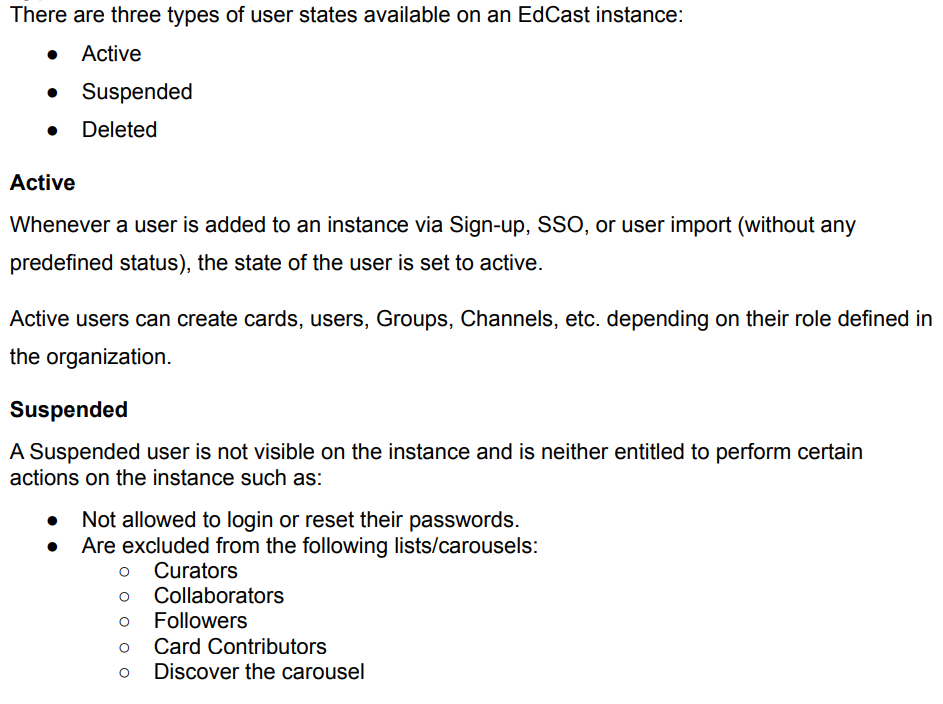 There are three types of user states available on an EdCast instance:
● Active
● Suspended
● Deleted
Active
Whenever a user is added to an instance via Sign-up, SSO, or user import (without any
predefined status), the state of the user is set to active.
Active users can create cards, users, Groups, Channels, etc. depending on their role defined in
the organization.
Suspended
A Suspended user is not visible on the instance and is neither entitled to perform certain
actions on the instance such as:
● Not allowed to login or reset their passwords.
● Are excluded from the following lists/carousels:
○ Curators
○ Collaborators
○ Followers
○ Card Contributors
○ Discover the carousel